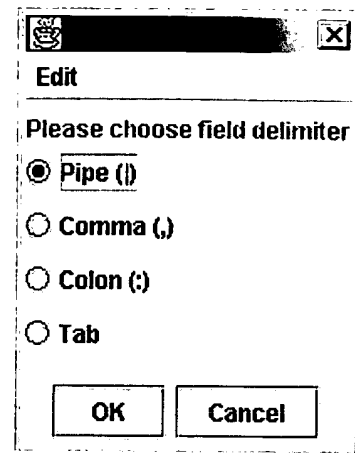 Edit
Please choose field delimiter
Pipe (|)
Comma (,)
Colon (:)
Tab
OK Cancel